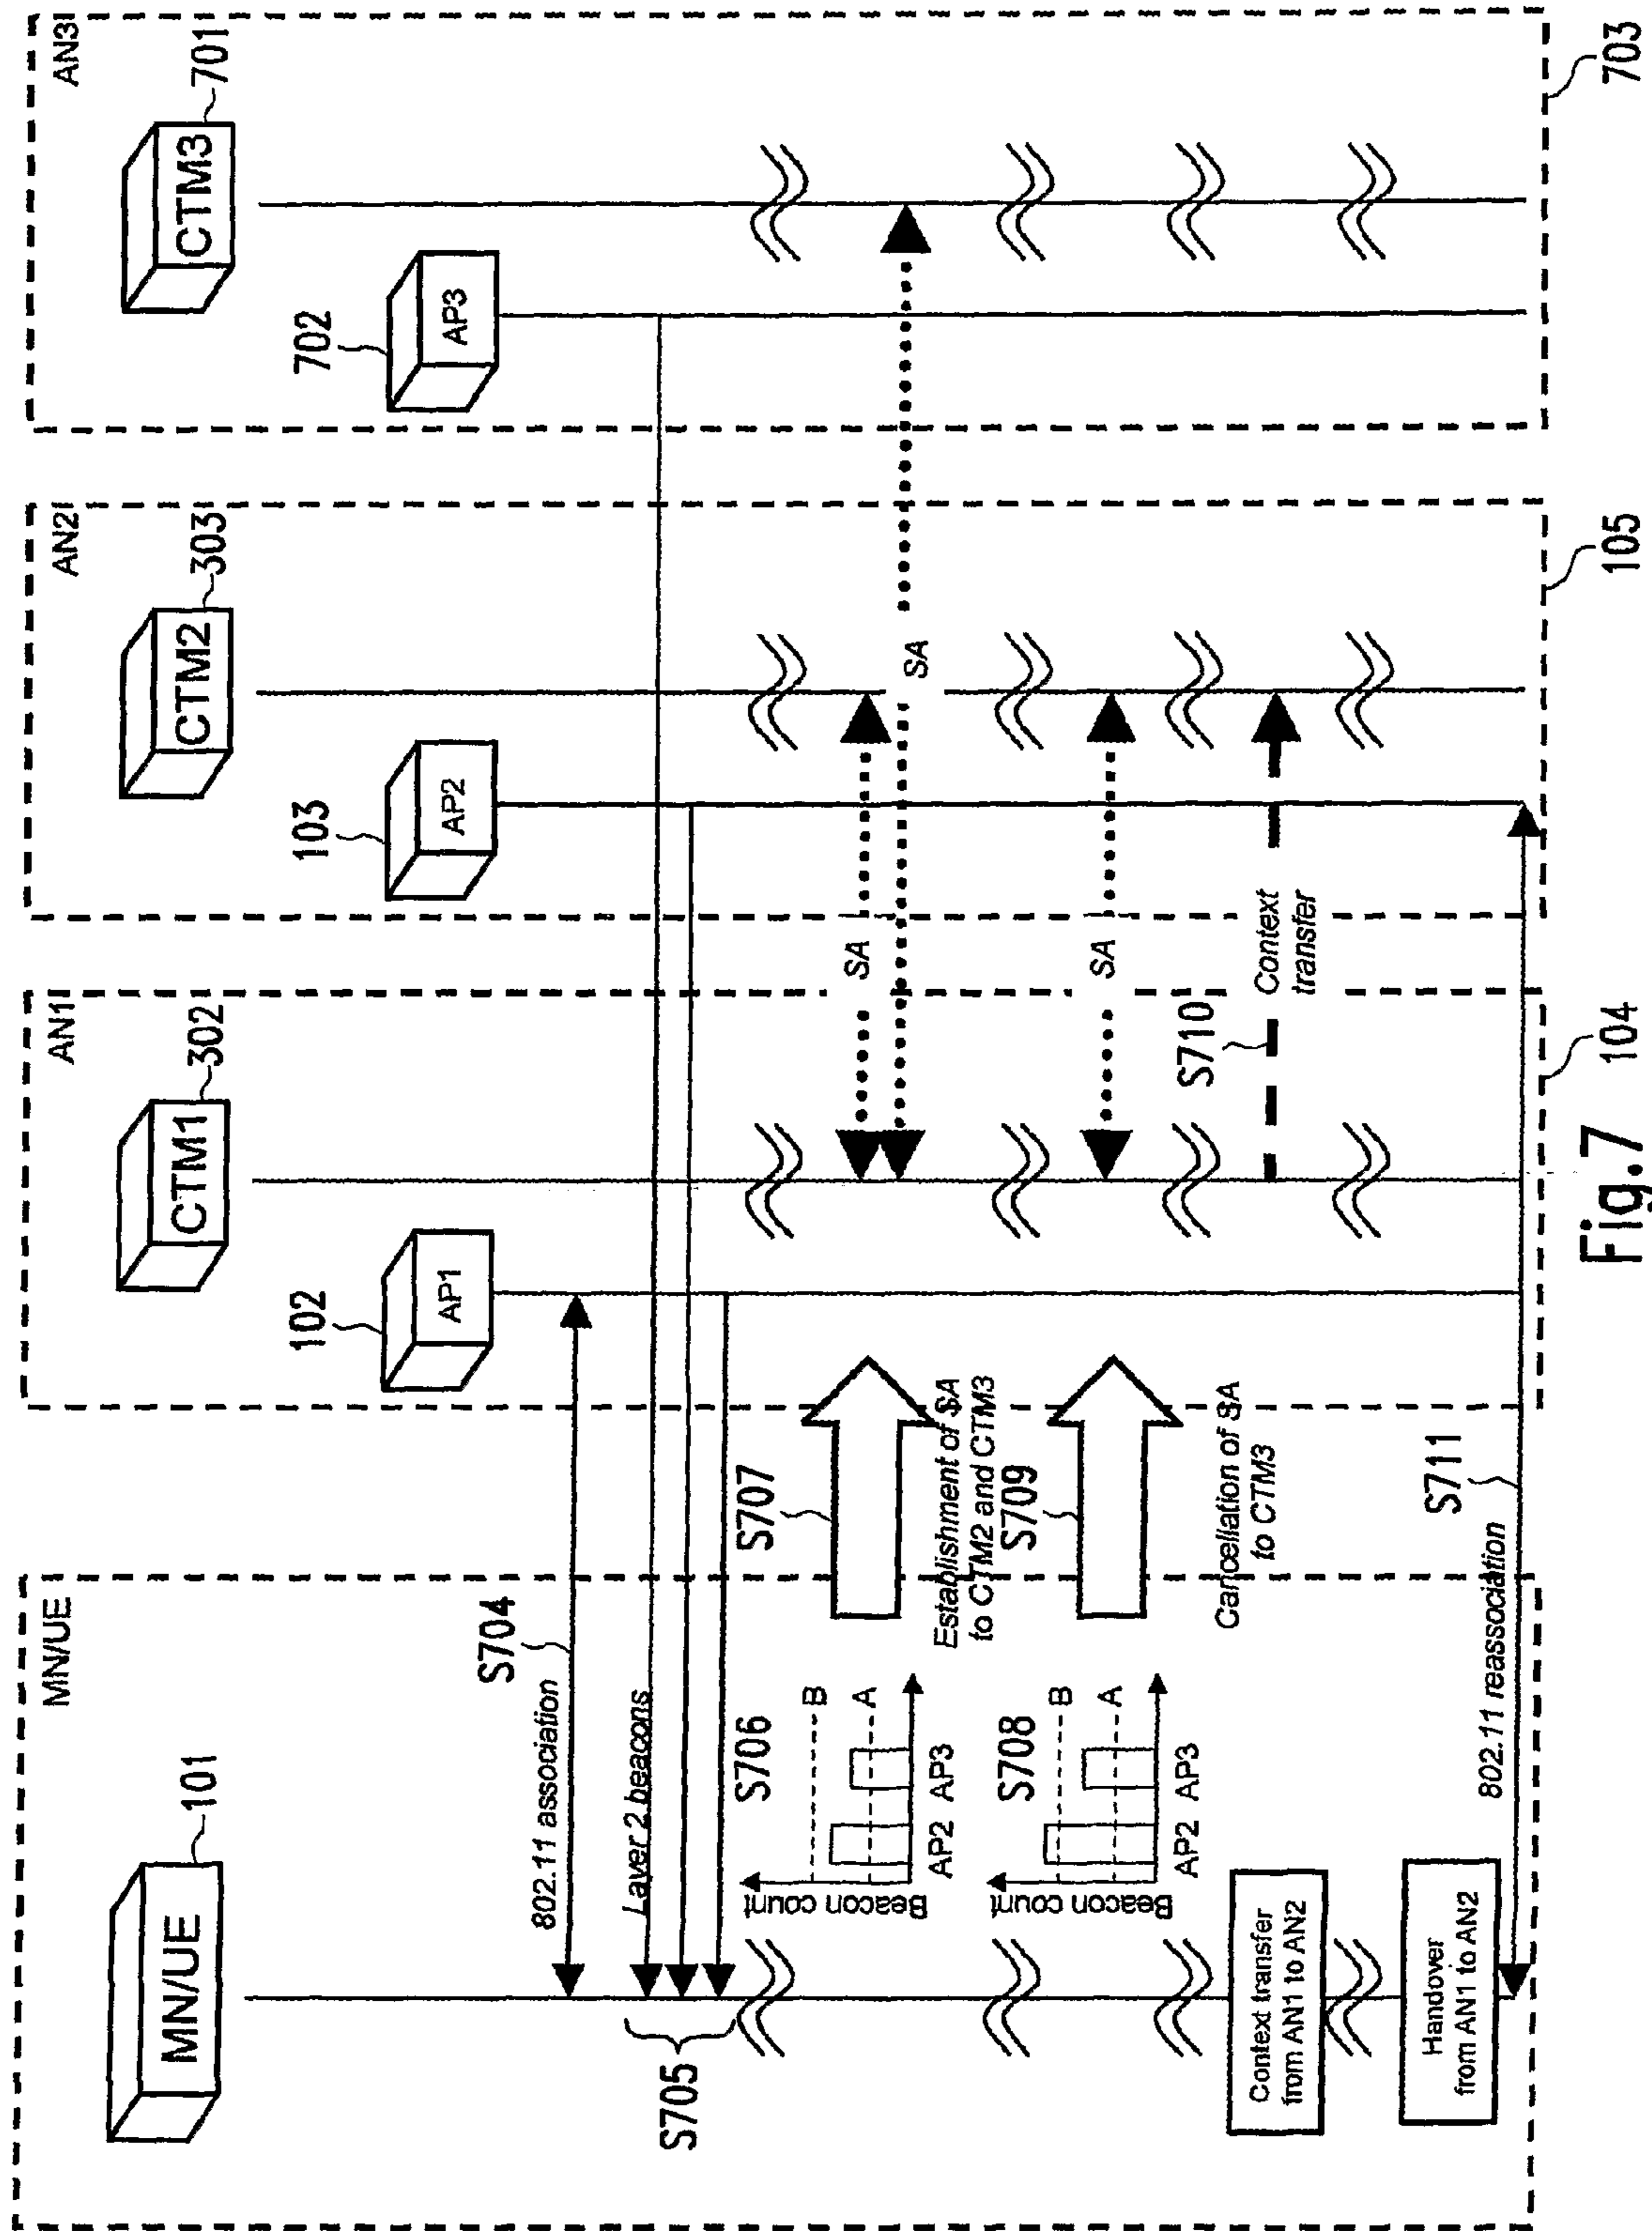 MN/UE
AN1
AN2
AN3
MN/UE
101
CTM1
302
CTM2
303
CTM3
701
102
AP1
103
AP2
702
AP3
S704
802.11 association
Layer 2 beacons
S705
S706
B
A
Beacon count
AP2 AP3
S707
Establishment of SA
to CTM2 and CTM3
SA
SA
S708
B
A
Beacon count
AP2 AP3
S709
Cancellation of SA
to CTM3
SA
Context transfer
from AN1 to AN2
S710
Context
transfer
Handover
from AN1 to AN2
S711
802.11 reassociation
104
105
703
Fig.7